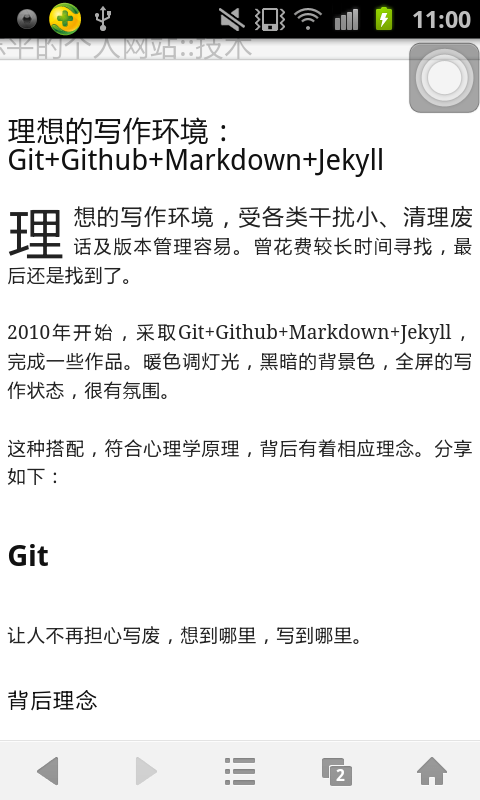 11:00
平的个人网站::技术
理想的写作环境：
Git+Github+Markdown+Jekyll
理想的写作环境，受各类干扰小、清理废
话及版本管理容易。曾花费较长时间寻找，最
后还是找到了。
2010年开始，采取Git+Github+Markdown+Jekyll，
完成一些作品。暖色调灯光，黑暗的背景色，全屏的写
作状态，很有氛围。
这种搭配，符合心理学原理，背后有着相应理念。分享
如下：
Git
让人不再担心写废，想到哪里，写到哪里。
背后理念
2